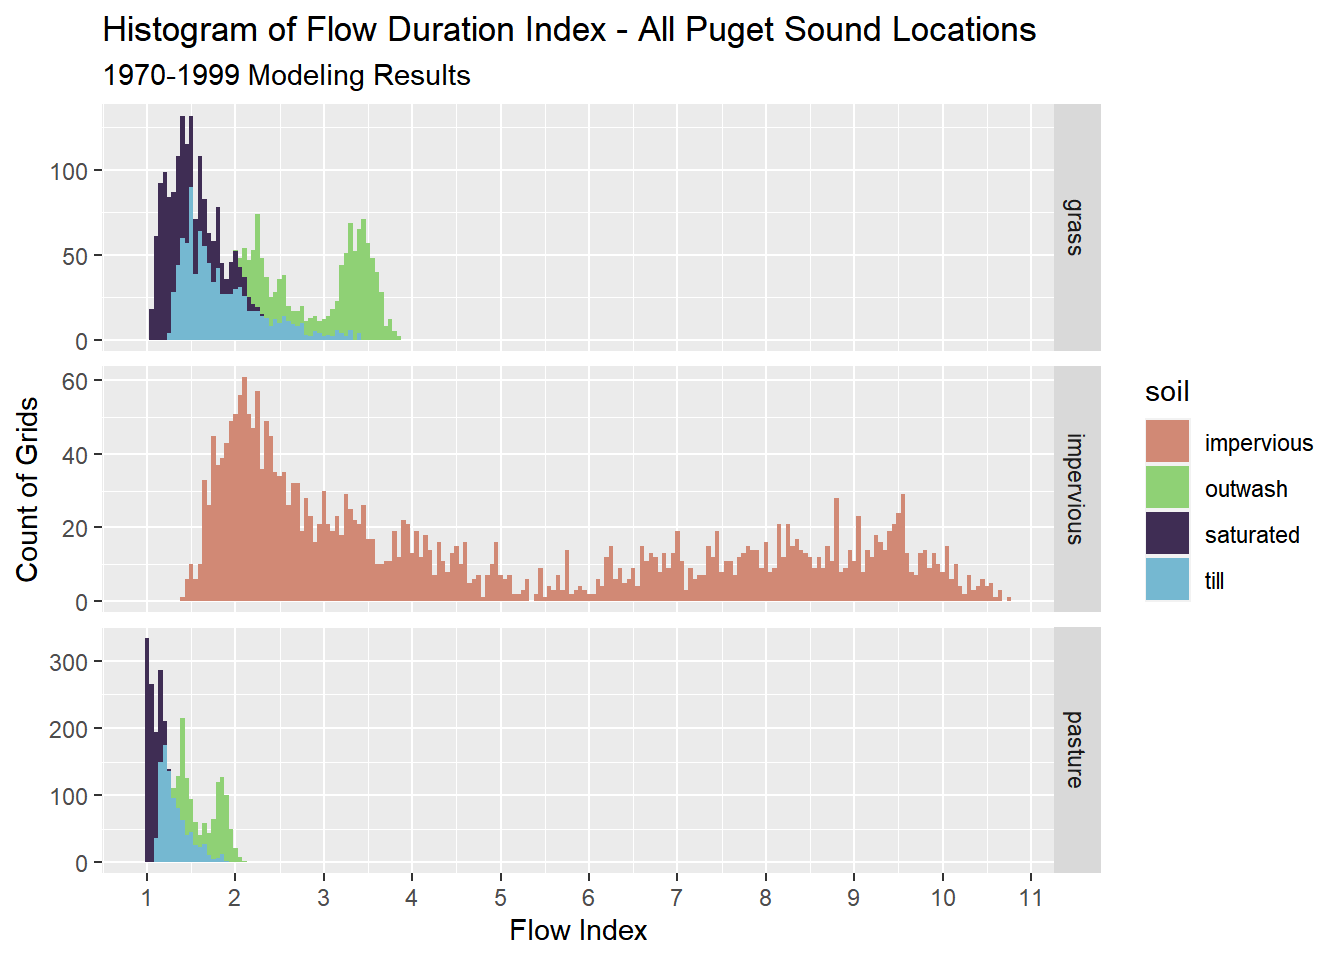 Histogram of Flow Duration Index - All Puget Sound Locations
1970-1999 Modeling Results
Count of Grids
100
50
0
grass
60
40
20
0
impervious
300
200
100
0
pasture
1 2 3 4 5 6 7 8 9 10 11
Flow Index
soil
impervious
outwash
saturated
till